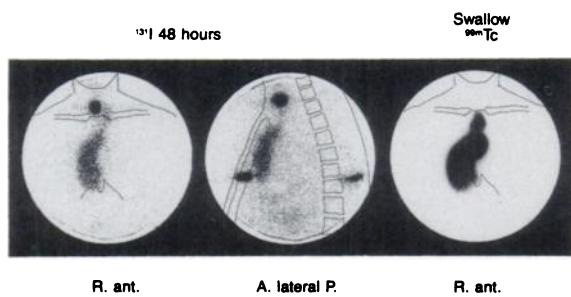 ¹³¹I 48 hours
Swallow
⁹⁹ᵐTc
R. ant.
A. lateral P.
R. ant.